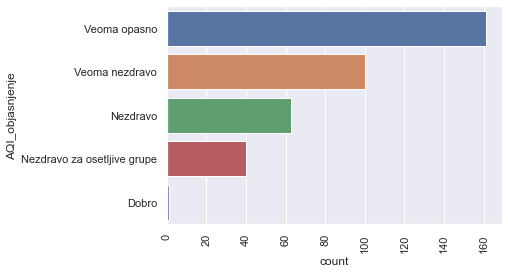 AQI_objasnjenje
Veoma opasno
Veoma nezdravo
Nezdravo
Nezdravo za osetljive grupe
Dobro
0 20 40 60 80 100 120 140 160
count